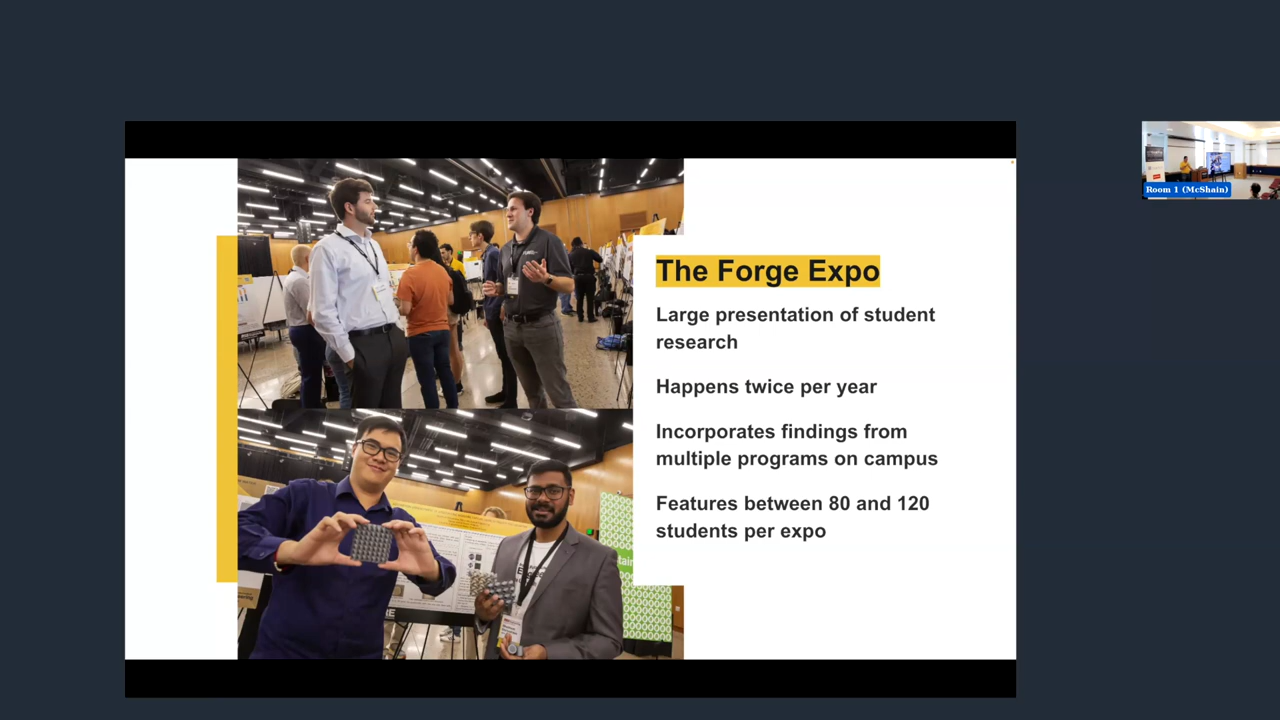 The Forge Expo
Large presentation of student
research
Happens twice per year
Incorporates findings from
multiple programs on campus
Features between 80 and 120
students per expo
Room 1 (McShain)